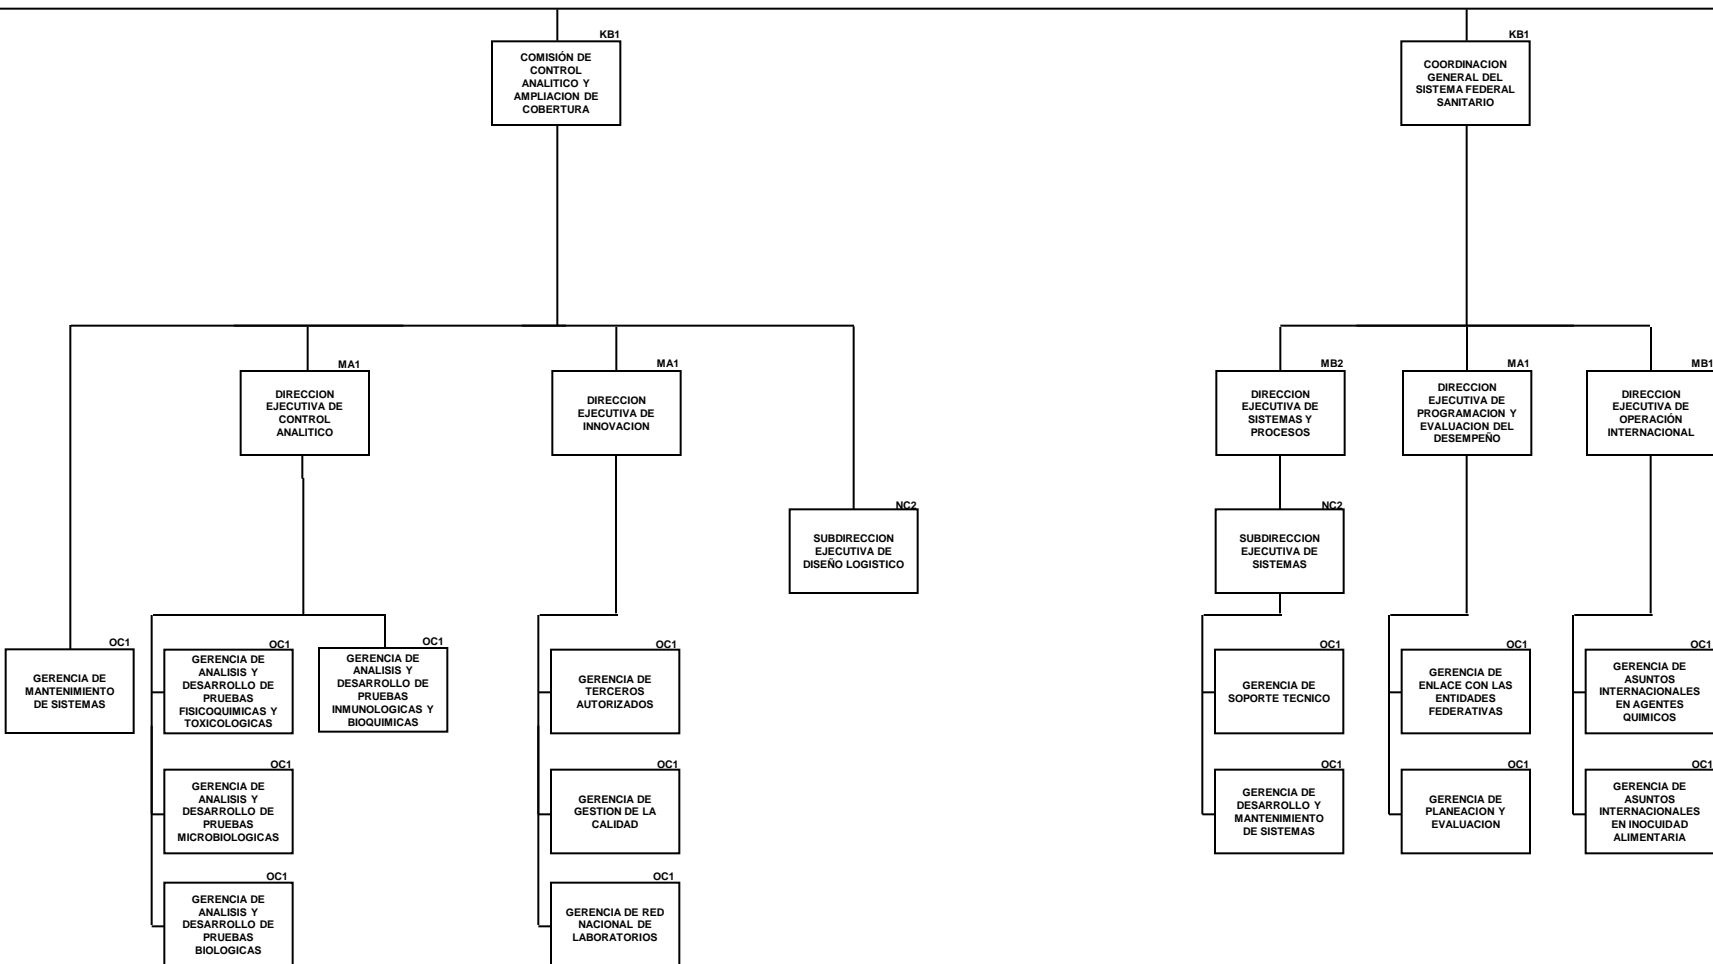 KB1
COMISIÓN DE
CONTROL
ANALITICO Y
AMPLIACION DE
COBERTURA
KB1
COORDINACION
GENERAL DEL
SISTEMA FEDERAL
SANITARIO
MA1
DIRECCION
EJECUTIVA DE
CONTROL
ANALITICO
MA1
DIRECCION
EJECUTIVA DE
INNOVACION
MB2
DIRECCION
EJECUTIVA DE
SISTEMAS Y
PROCESOS
MA1
DIRECCION
EJECUTIVA DE
PROGRAMACION Y
EVALUACION DEL
DESEMPEÑO
MB1
DIRECCION
EJECUTIVA DE
OPERACIÓN
INTERNACIONAL
NC2
SUBDIRECCION
EJECUTIVA DE
DISEÑO LOGISTICO
NC2
SUBDIRECCION
EJECUTIVA DE
SISTEMAS
OC1
GERENCIA DE
MANTENIMIENTO
DE SISTEMAS
OC1
GERENCIA DE
ANALISIS Y
DESARROLLO DE
PRUEBAS
FISICOQUIMICAS Y
TOXICOLOGICAS
OC1
GERENCIA DE
ANALISIS Y
DESARROLLO DE
PRUEBAS
INMUNOLOGICAS Y
BIOQUIMICAS
OC1
GERENCIA DE
TERCEROS
AUTORIZADOS
OC1
GERENCIA DE
SOPORTE TECNICO
OC1
GERENCIA DE
ENLACE CON LAS
ENTIDADES
FEDERATIVAS
OC1
GERENCIA DE
ASUNTOS
INTERNACIONALES
EN AGENTES
QUIMICOS
OC1
GERENCIA DE
ANALISIS Y
DESARROLLO DE
PRUEBAS
MICROBIOLOGICAS
OC1
GERENCIA DE
GESTION DE LA
CALIDAD
OC1
GERENCIA DE
DESARROLLO Y
MANTENIMIENTO
DE SISTEMAS
OC1
GERENCIA DE
PLANEACION Y
EVALUACION
OC1
GERENCIA DE
ASUNTOS
INTERNACIONALES
EN INOCUIDAD
ALIMENTARIA
OC1
GERENCIA DE
ANALISIS Y
DESARROLLO DE
PRUEBAS
BIOLOGICAS
OC1
GERENCIA DE RED
NACIONAL DE
LABORATORIOS